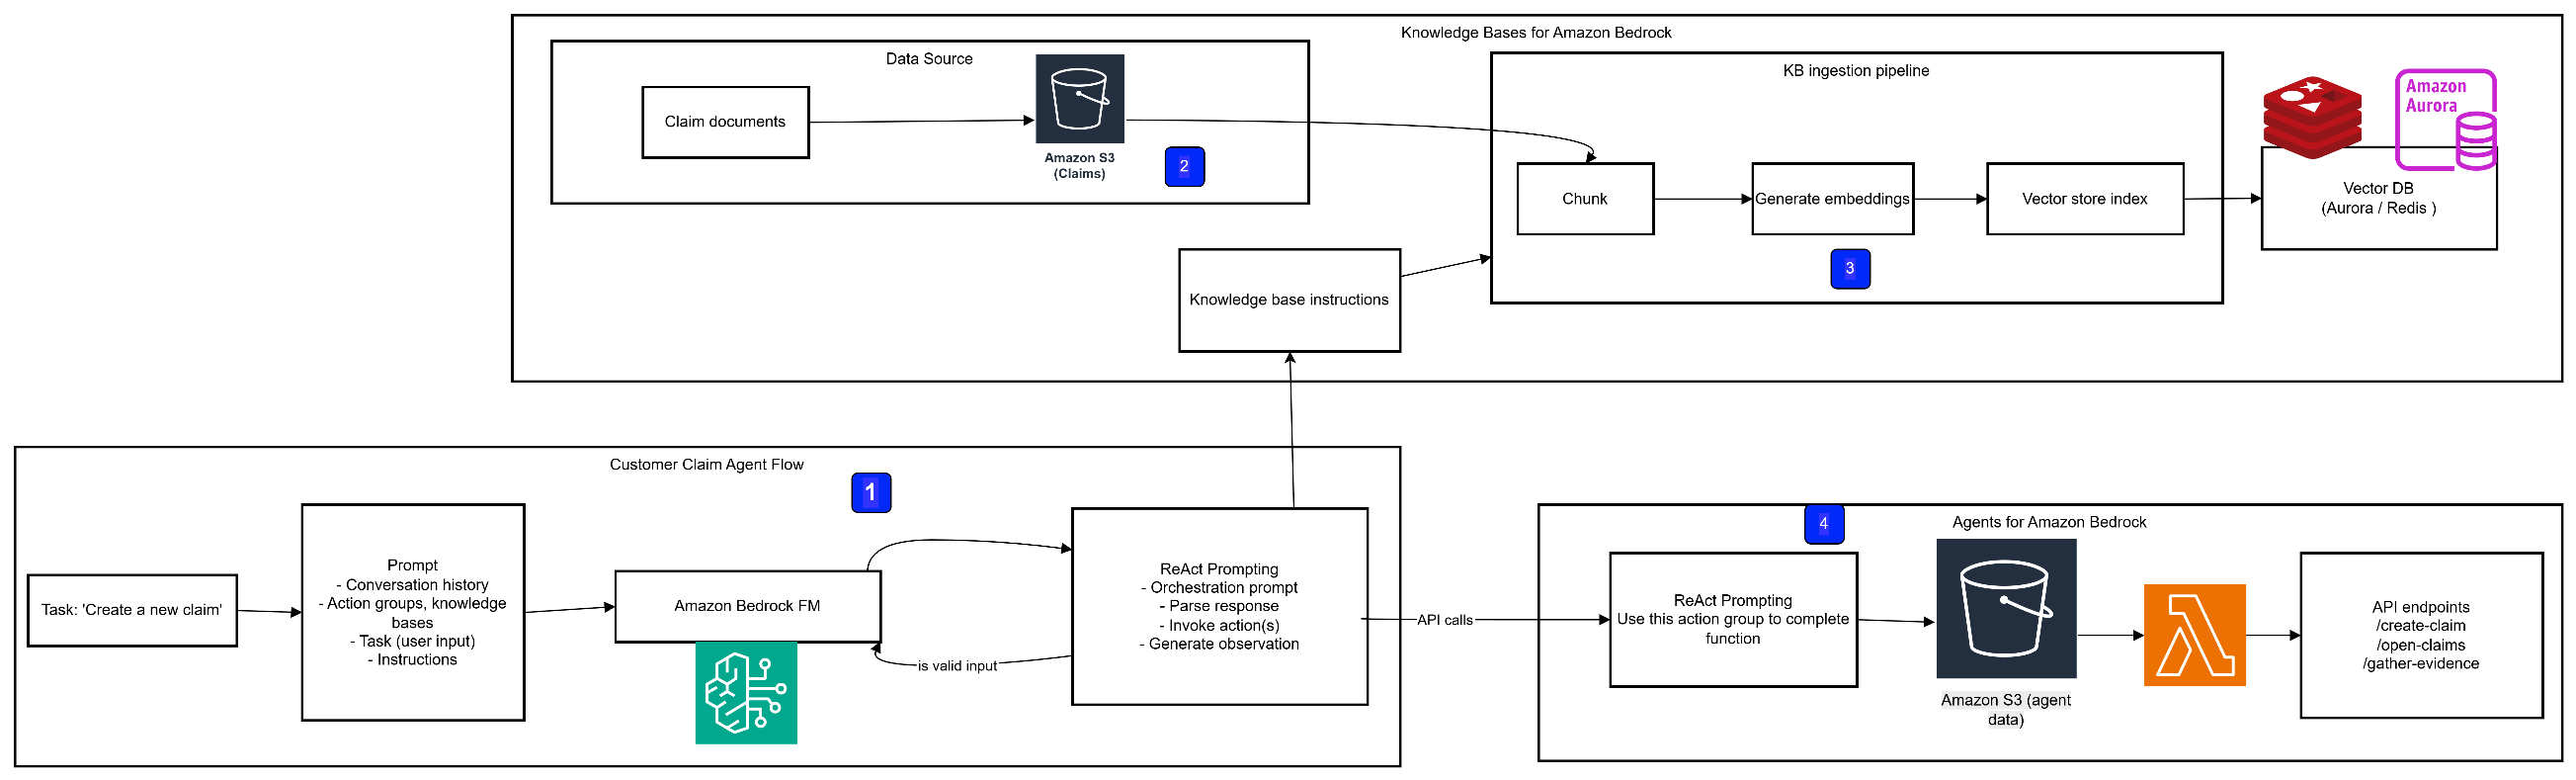 Knowledge Bases for Amazon Bedrock
Data Source
Claim documents
Amazon S3
(Claims)
2
KB ingestion pipeline
Chunk
Generate embeddings
Vector store index
3
Amazon
Aurora
Vector DB
(Aurora / Redis )
Knowledge base instructions
Customer Claim Agent Flow
1
Task: 'Create a new claim'
Prompt
- Conversation history
- Action groups, knowledge
bases
- Task (user input)
- Instructions
Amazon Bedrock FM
is valid input
ReAct Prompting
- Orchestration prompt
- Parse response
- Invoke action(s)
- Generate observation
API calls
4
Agents for Amazon Bedrock
ReAct Prompting
Use this action group to complete
function
Amazon S3 (agent
data)
API endpoints
/create-claim
/open-claims
/gather-evidence